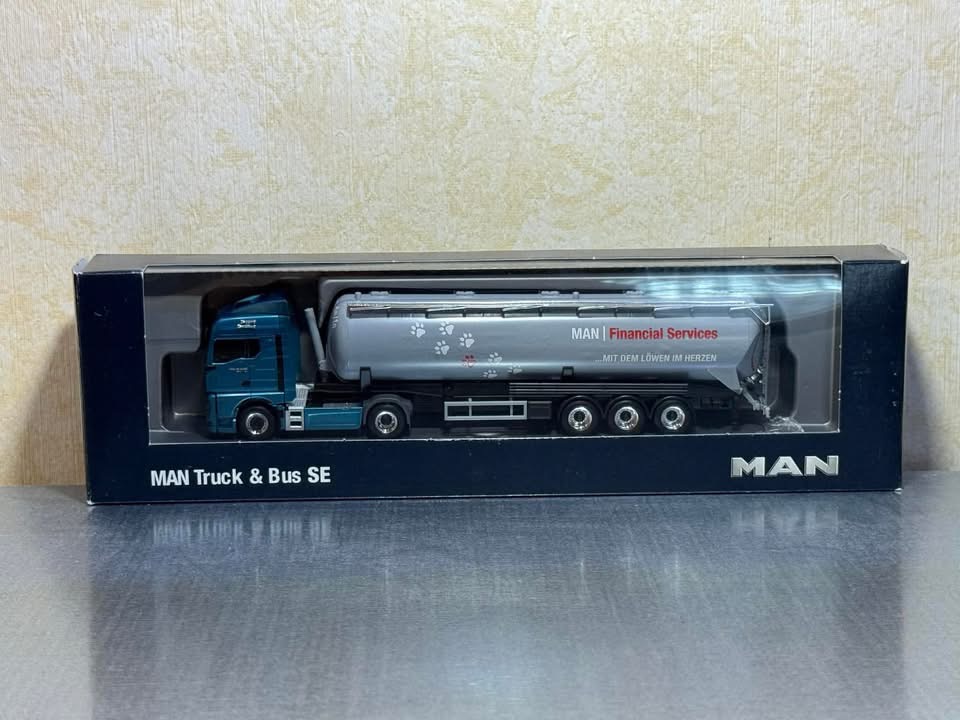 MAN | Financial Services
...MIT DEM LÖWEN IM HERZEN
MAN Truck & Bus SE
MAN